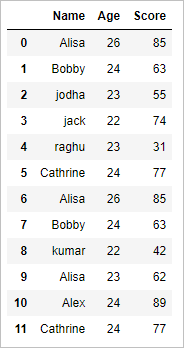 Name Age Score
0 Alisa 26 85
1 Bobby 24 63
2 jodha 23 55
3 jack 22 74
4 raghu 23 31
5 Cathrine 24 77
6 Alisa 26 85
7 Bobby 24 63
8 kumar 22 42
9 Alisa 23 62
10 Alex 24 89
11 Cathrine 24 77